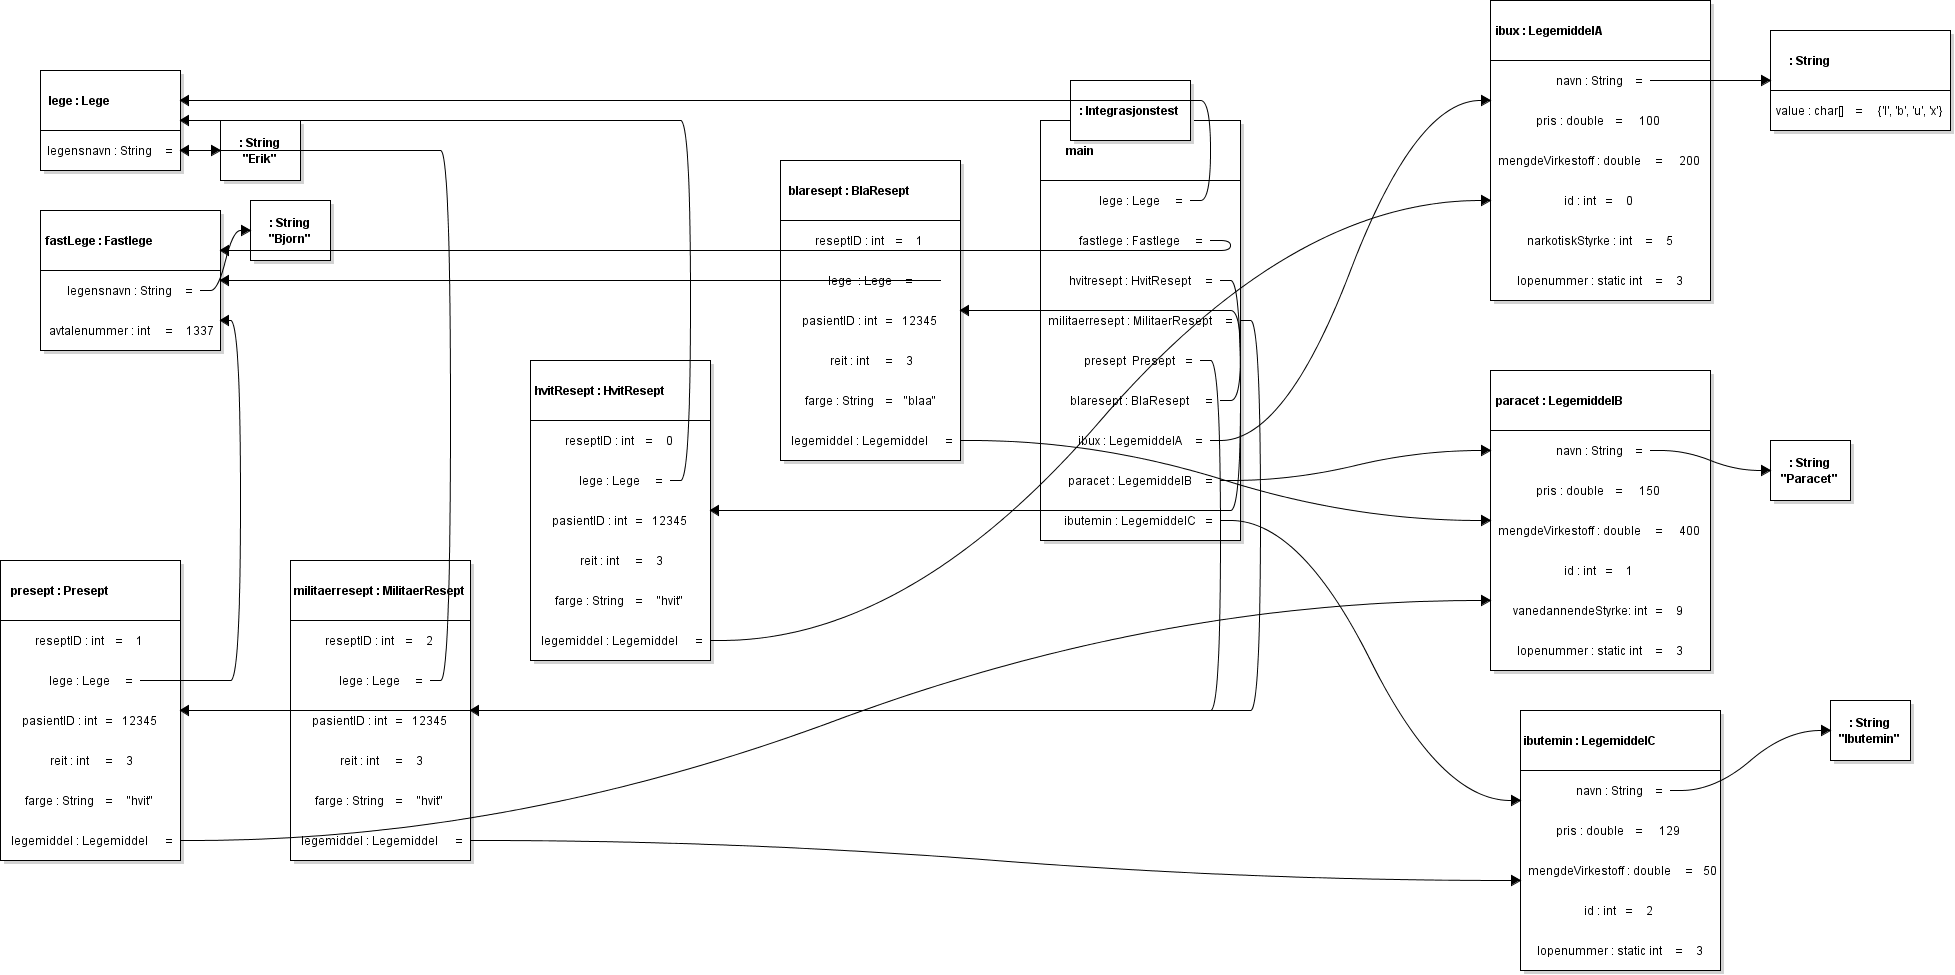 lege : Lege
legensnavn : String =
: String
"Erik"
fastLege : Fastlege
legensnavn : String =
avtalenummer : int = 1337
: String
"Bjorn"
presept : Presept
reseptID : int = 1
lege : Lege =
pasientID : int = 12345
reit : int = 3
farge : String = "hvit"
legemiddel : Legemiddel =
militaerresept : MilitaerResept
reseptID : int = 2
lege : Lege =
pasientID : int = 12345
reit : int = 3
farge : String = "hvit"
legemiddel : Legemiddel =
hvitResept : HvitResept
reseptID : int = 0
lege : Lege =
pasientID : int = 12345
reit : int = 3
farge : String = "hvit"
legemiddel : Legemiddel =
blaresept : BlaResept
reseptID : int = 1
lege : Lege =
pasientID : int = 12345
reit : int = 3
farge : String = "blaa"
legemiddel : Legemiddel =
: Integrasjonstest
main
lege : Lege =
fastlege : Fastlege =
hvitresept : HvitResept =
militaerresept : MilitaerResept =
presept Presept =
blaresept : BlaResept =
ibux : LegemiddelA =
paracet : LegemiddelB =
ibutemin : LegemiddelC =
ibux : LegemiddelA
navn : String =
pris : double = 100
mengdeVirkestoff : double = 200
id : int = 0
narkotiskStyrke : int = 5
lopenummer : static int = 3
: String
value : char[] = {'I', 'b', 'u', 'x'}
paracet : LegemiddelB
navn : String =
pris : double = 150
mengdeVirkestoff : double = 400
id : int = 1
vanedannendeStyrke: int = 9
lopenummer : static int = 3
: String
"Paracet"
ibutemin : LegemiddelC
navn : String =
pris : double = 129
mengdeVirkestoff : double = 50
id : int = 2
lopenummer : static int = 3
: String
"Ibutemin"